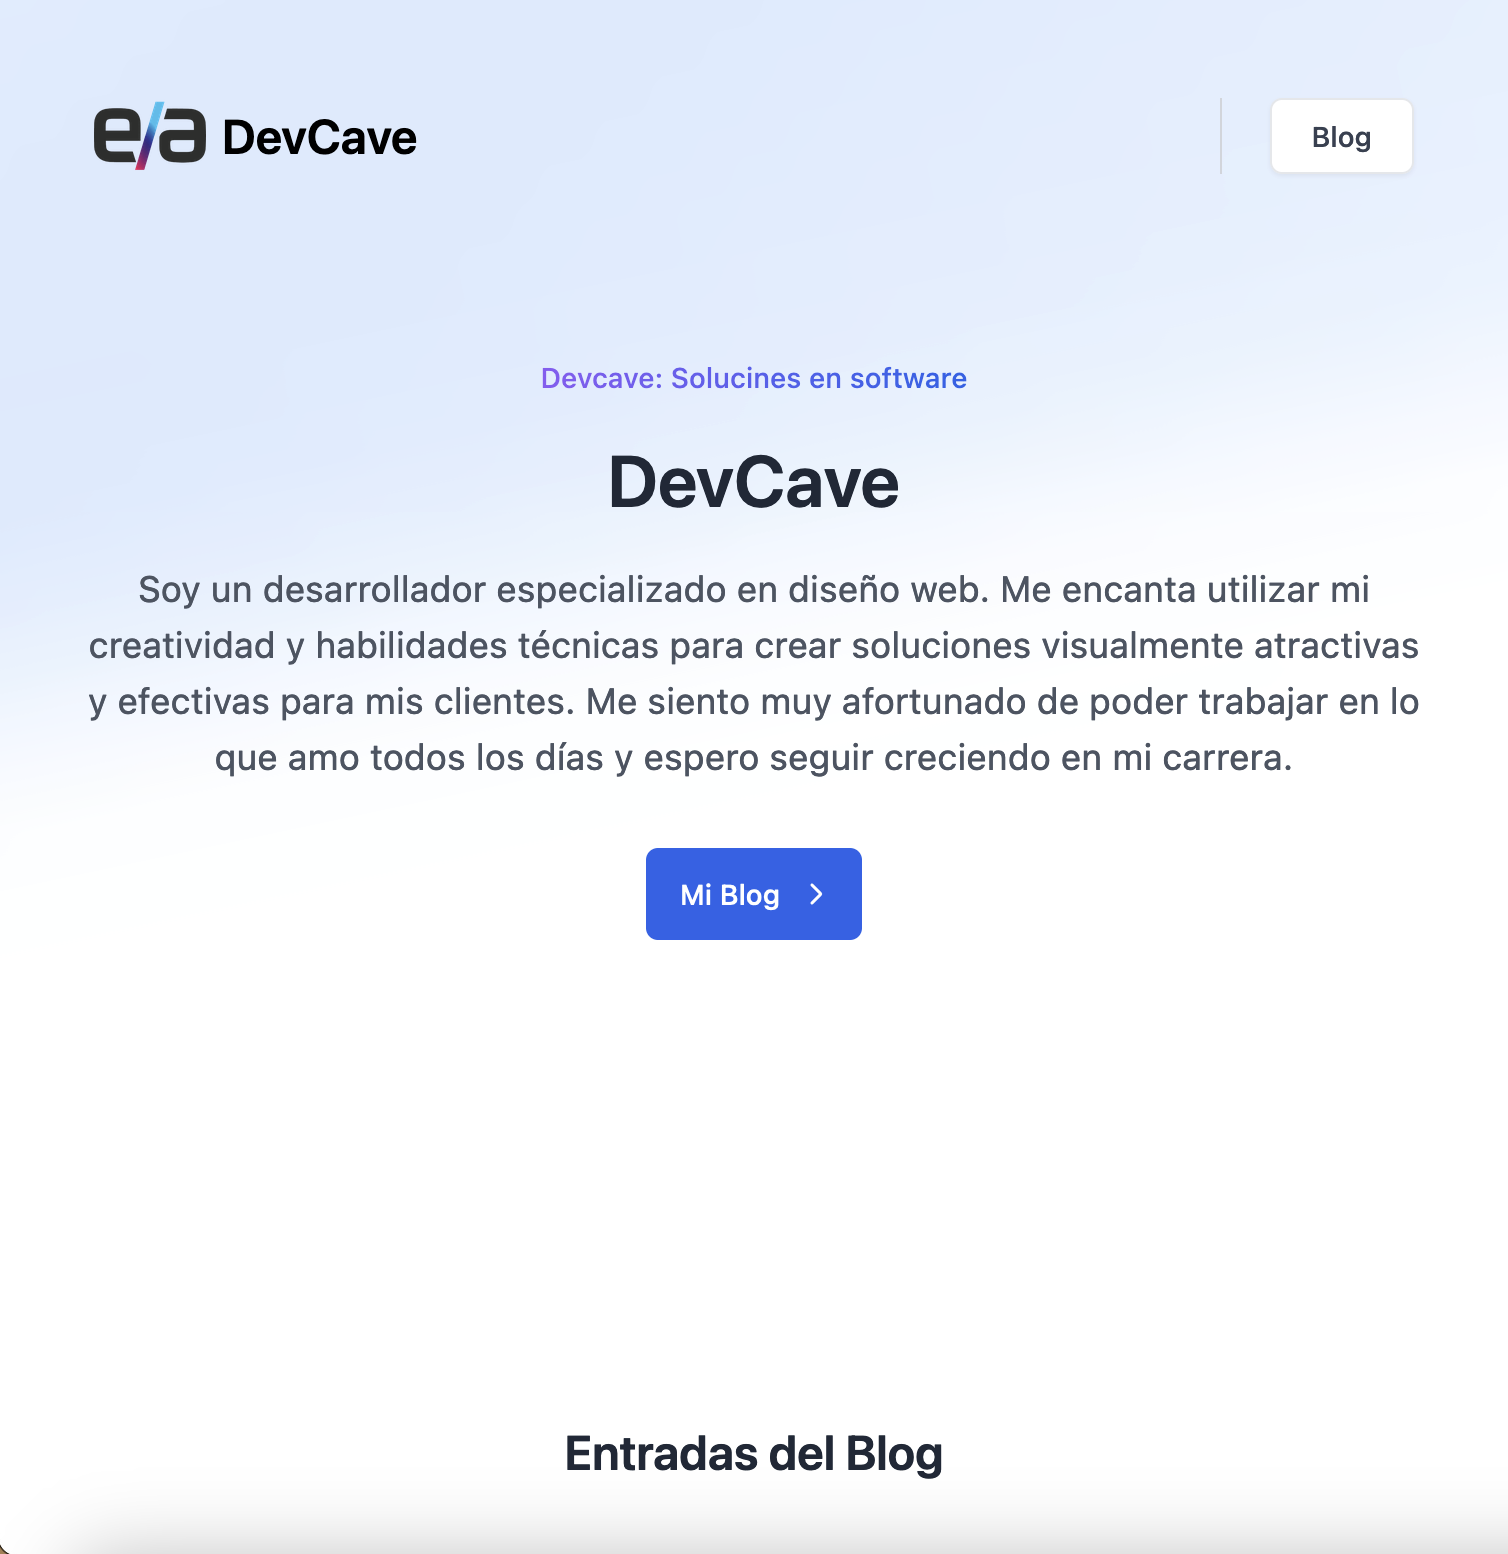 e/a DevCave
Blog
Devcave: Solucines en software
DevCave
Soy un desarrollador especializado en diseño web. Me encanta utilizar mi
creatividad y habilidades técnicas para crear soluciones visualmente atractivas
y efectivas para mis clientes. Me siento muy afortunado de poder trabajar en lo
que amo todos los días y espero seguir creciendo en mi carrera.
Mi Blog
Entradas del Blog